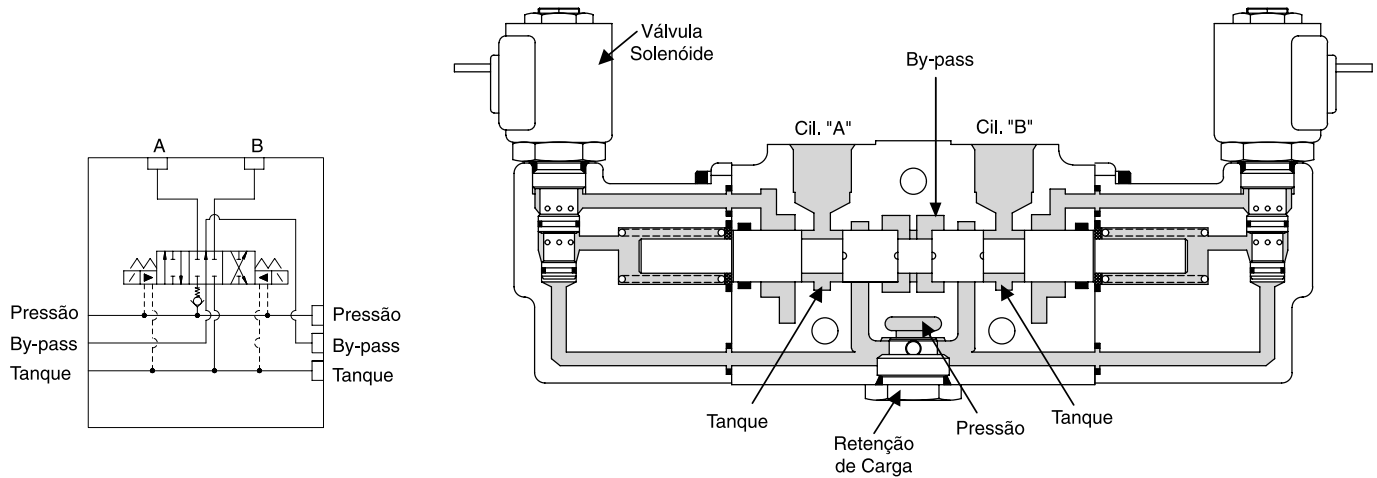 A
B
Pressão
By-pass
Tanque
Pressão
By-pass
Tanque
Válvula
Solenóide
By-pass
Cil. "A"
Cil. "B"
Tanque
Retenção
de Carga
Pressão
Tanque